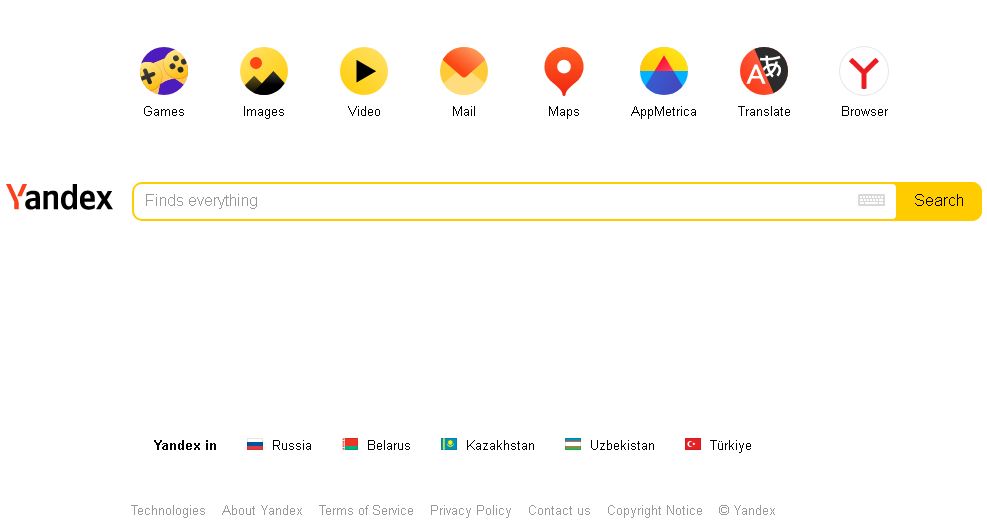 Games Images Video Mail Maps AppMetrica Translate Browser
Yandex Finds everything Search
Yandex in Russia Belarus Kazakhstan Uzbekistan Türkiye
Technologies About Yandex Terms of Service Privacy Policy Contact us Copyright Notice © Yandex